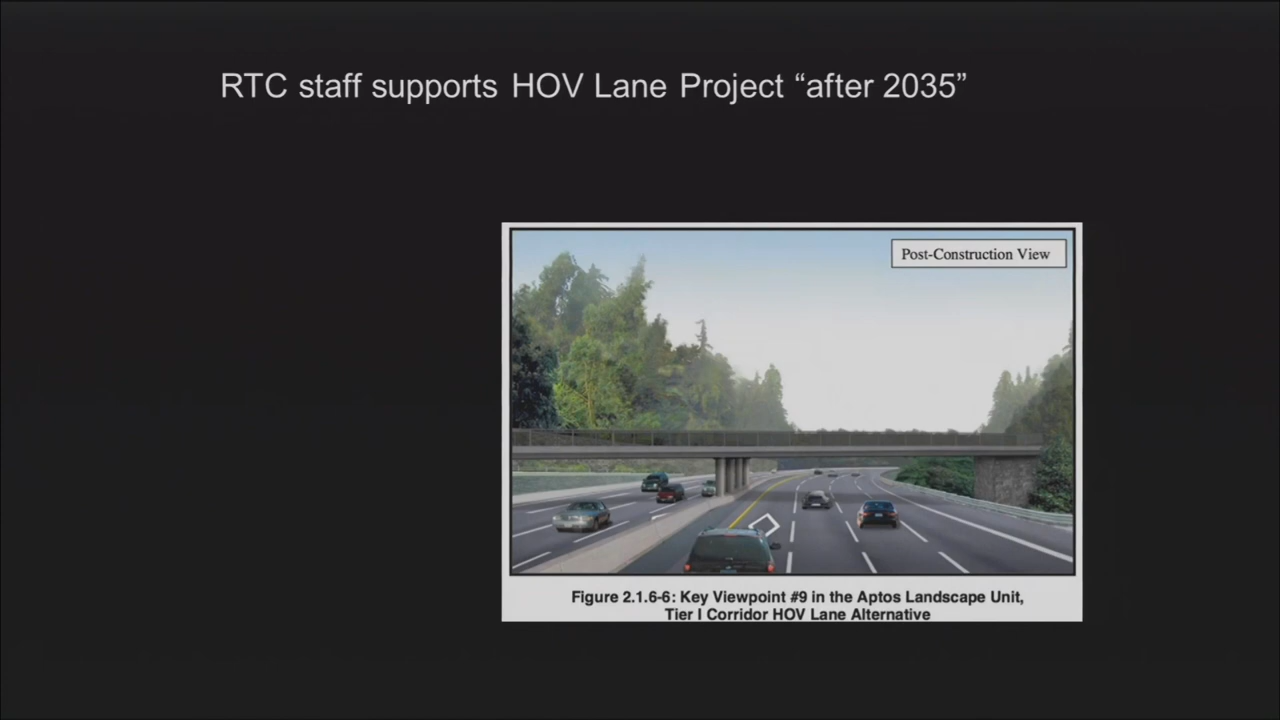 RTC staff supports HOV Lane Project “after 2035”
Post-Construction View
Figure 2.1.6-6: Key Viewpoint #9 in the Aptos Landscape Unit,
Tier I Corridor HOV Lane Alternative